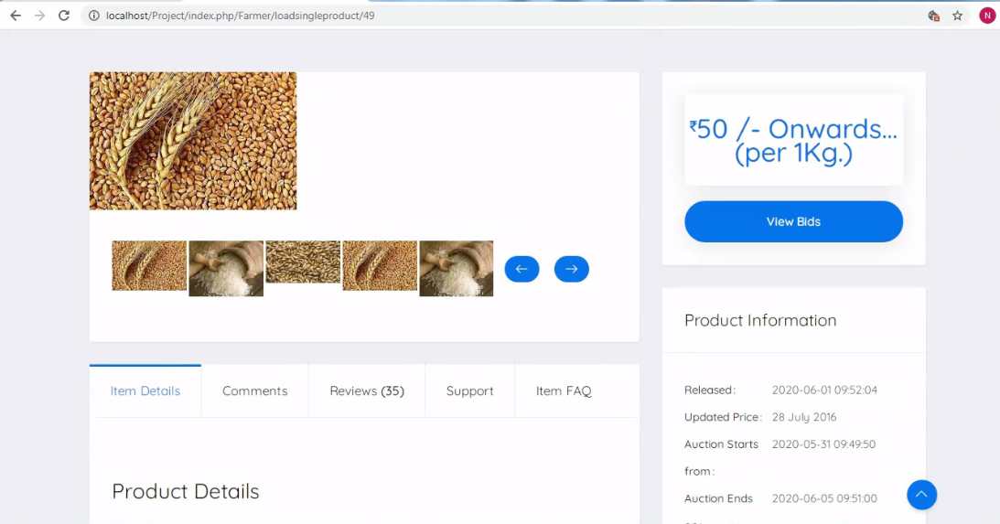 localhost/Project/index.php/Farmer/loadsingleproduct/49
N
₹50 /- Onwards...
(per 1Kg.)
View Bids
Item Details
Comments
Reviews (35)
Support
Item FAQ
Product Details
Product Information
Released: 2020-06-01 09:52:04
Updated Price: 28 July 2016
Auction Starts from: 2020-05-31 09:49:50
Auction Ends 2020-06-05 09:51:00